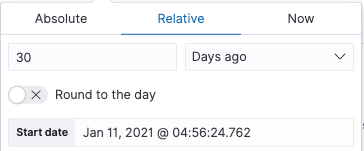 Absolute Relative Now
30 Days ago
Round to the day
Start date Jan 11, 2021 @ 04:56:24.762